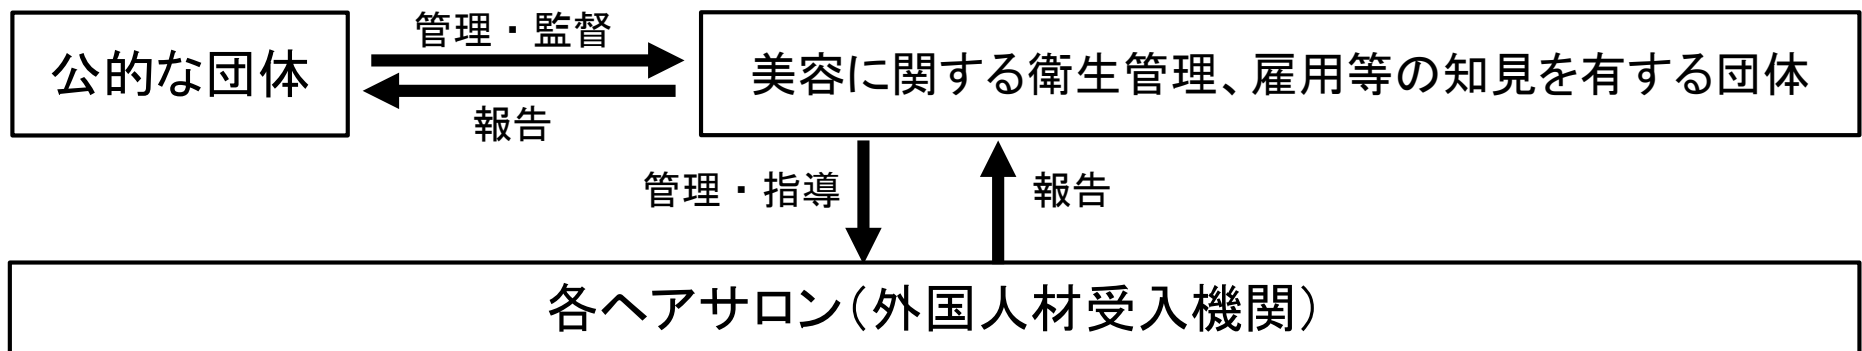 管理・監督
公的な団体
美容に関する衛生管理、雇用等の知見を有する団体
報告
管理・指導
報告
各ヘアサロン（外国人材受入機関）